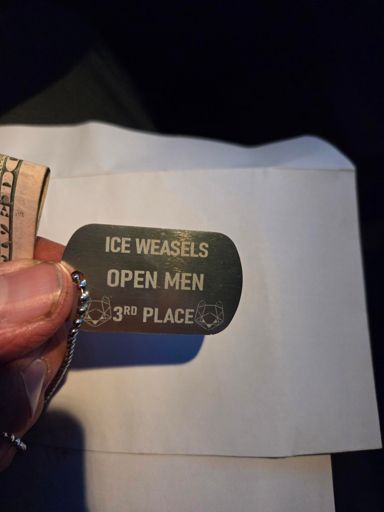 ICE WEASELS
OPEN MEN
3RD PLACE